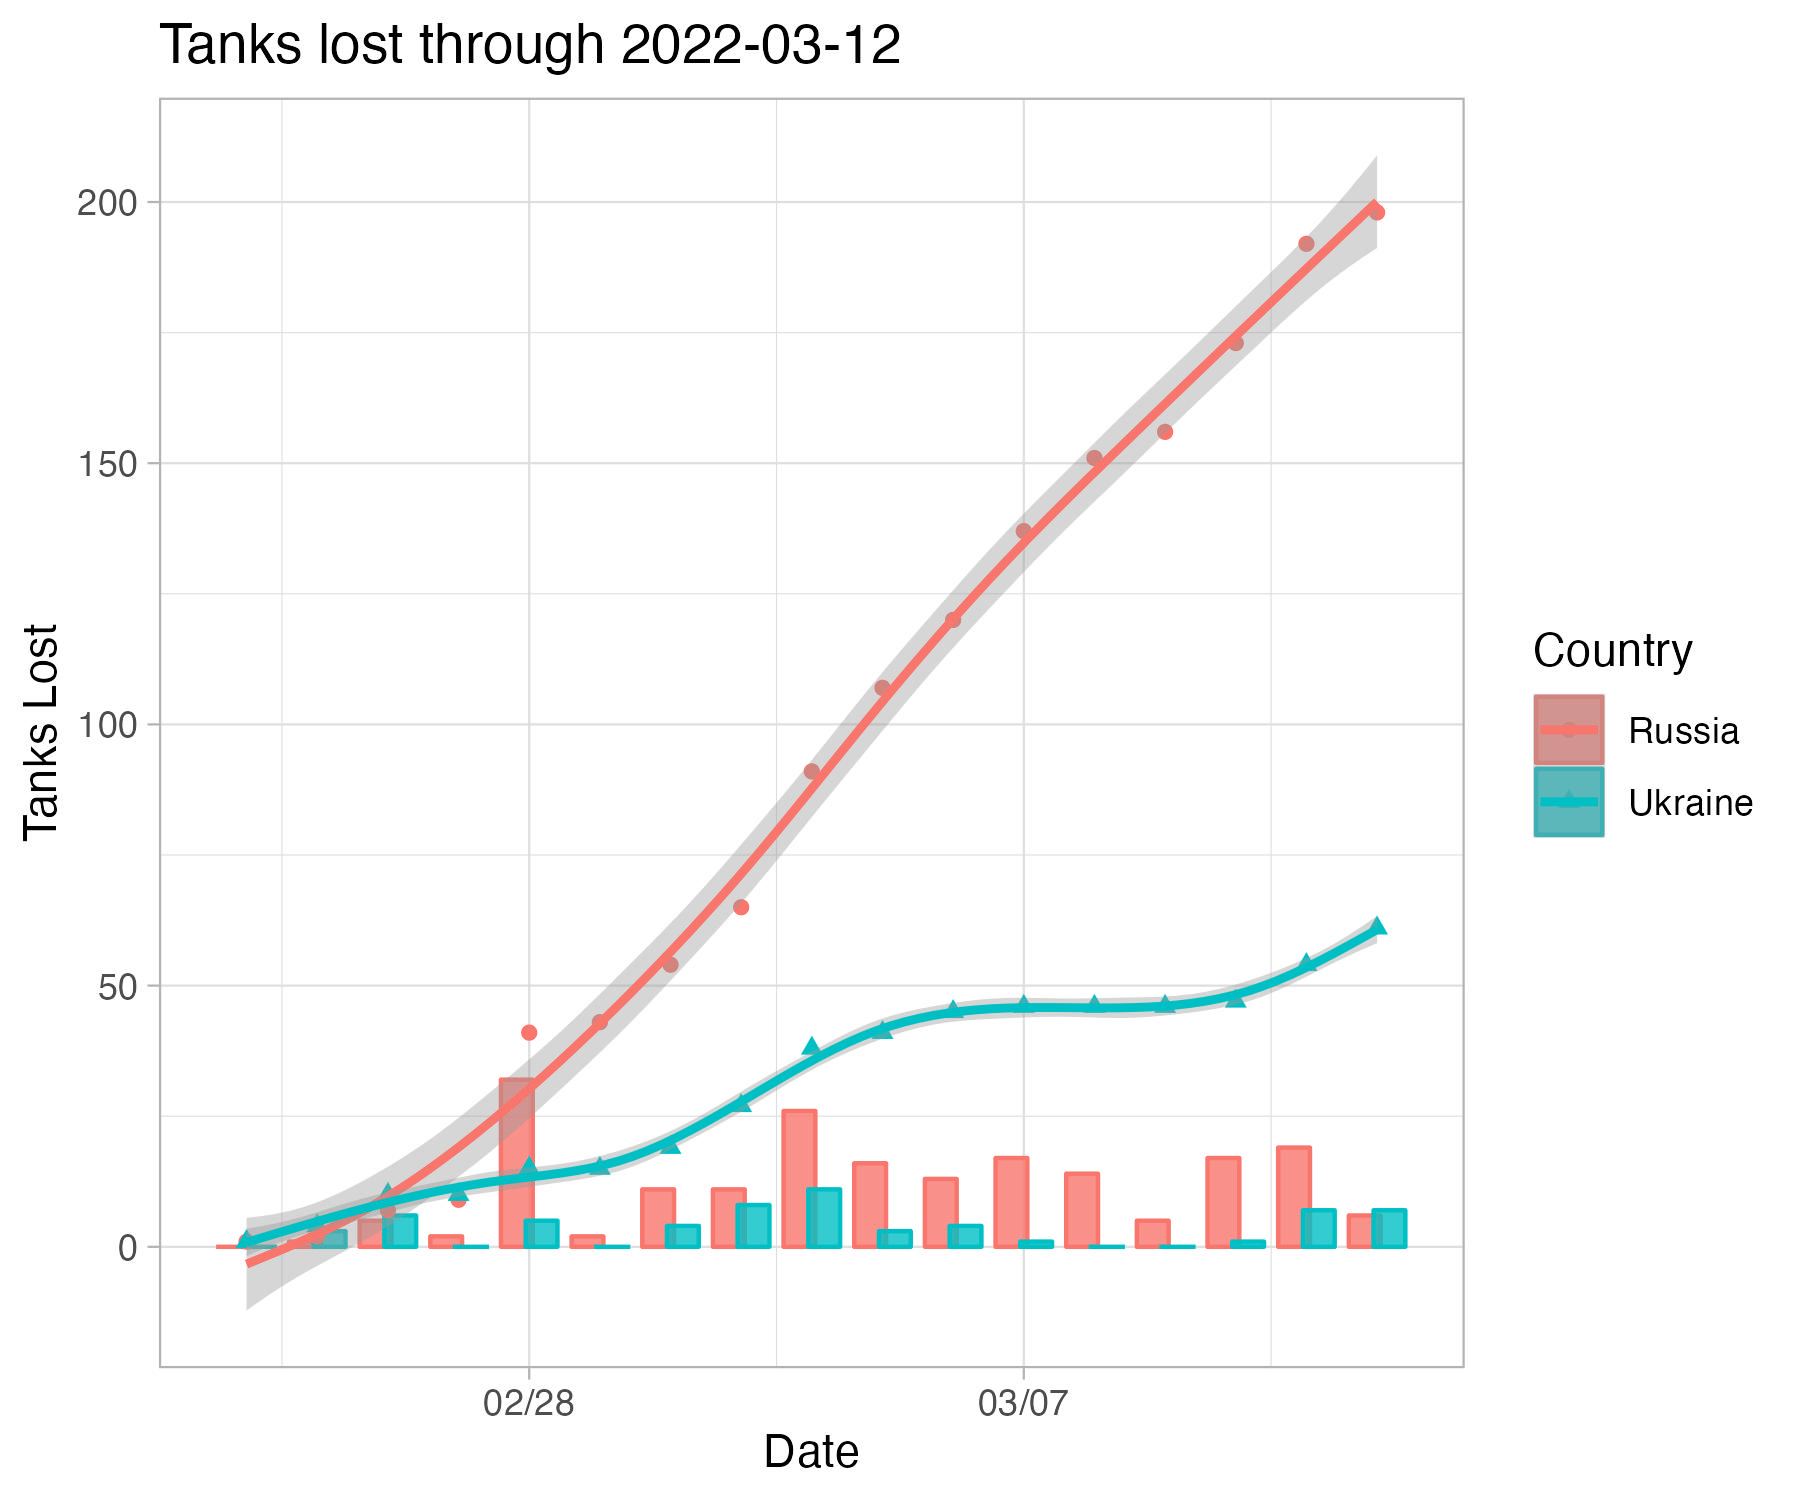 Tanks lost through 2022-03-12
200
150
100
50
0
Tanks Lost
02/28
03/07
Date
Country
Russia
Ukraine